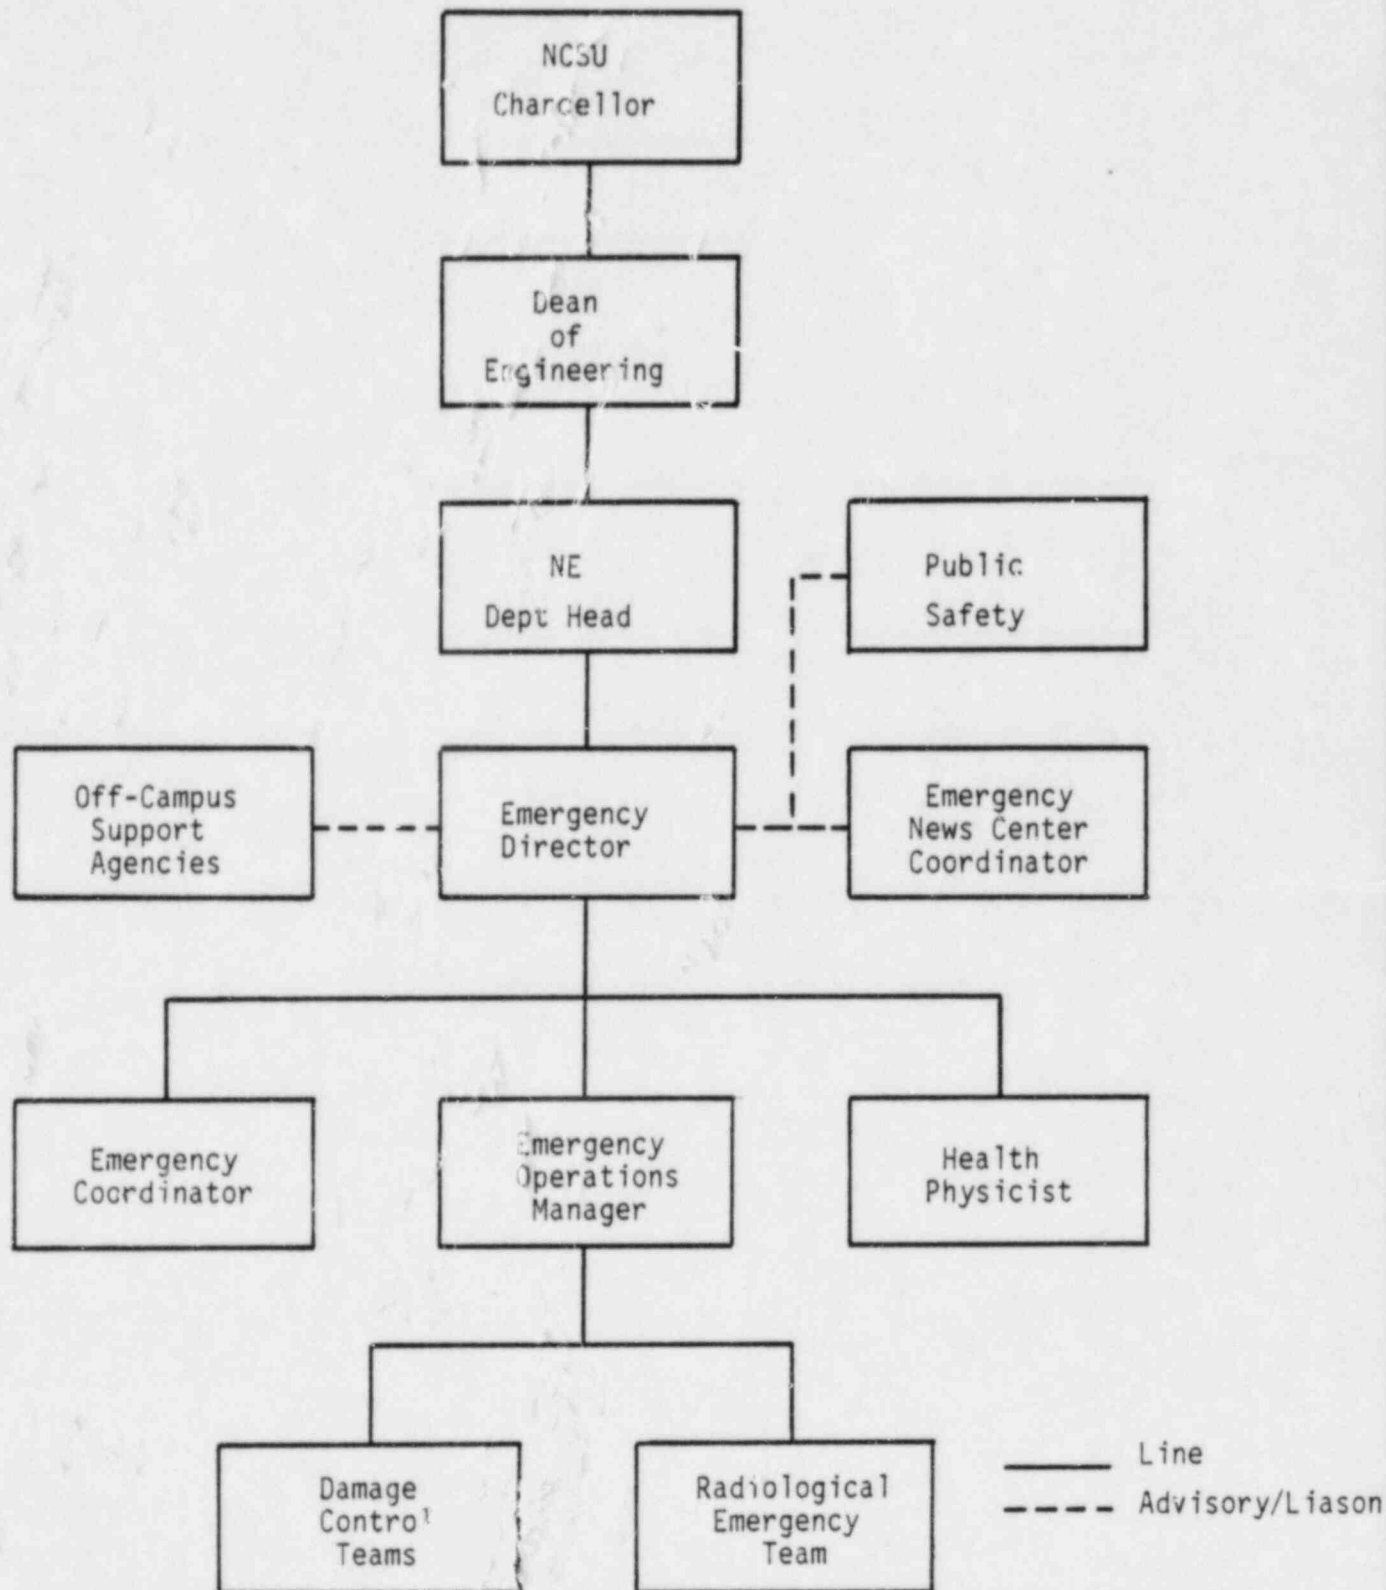 NCSU
Chancellor
Dean
of
Engineering
NE
Dept Head
Public
Safety
Off-Campus
Support
Agencies
Emergency
Director
Emergency
News Center
Coordinator
Emergency
Coordinator
Emergency
Operations
Manager
Health
Physicist
Damage
Control
Teams
Radiological
Emergency
Team
Line
Advisory/Liason